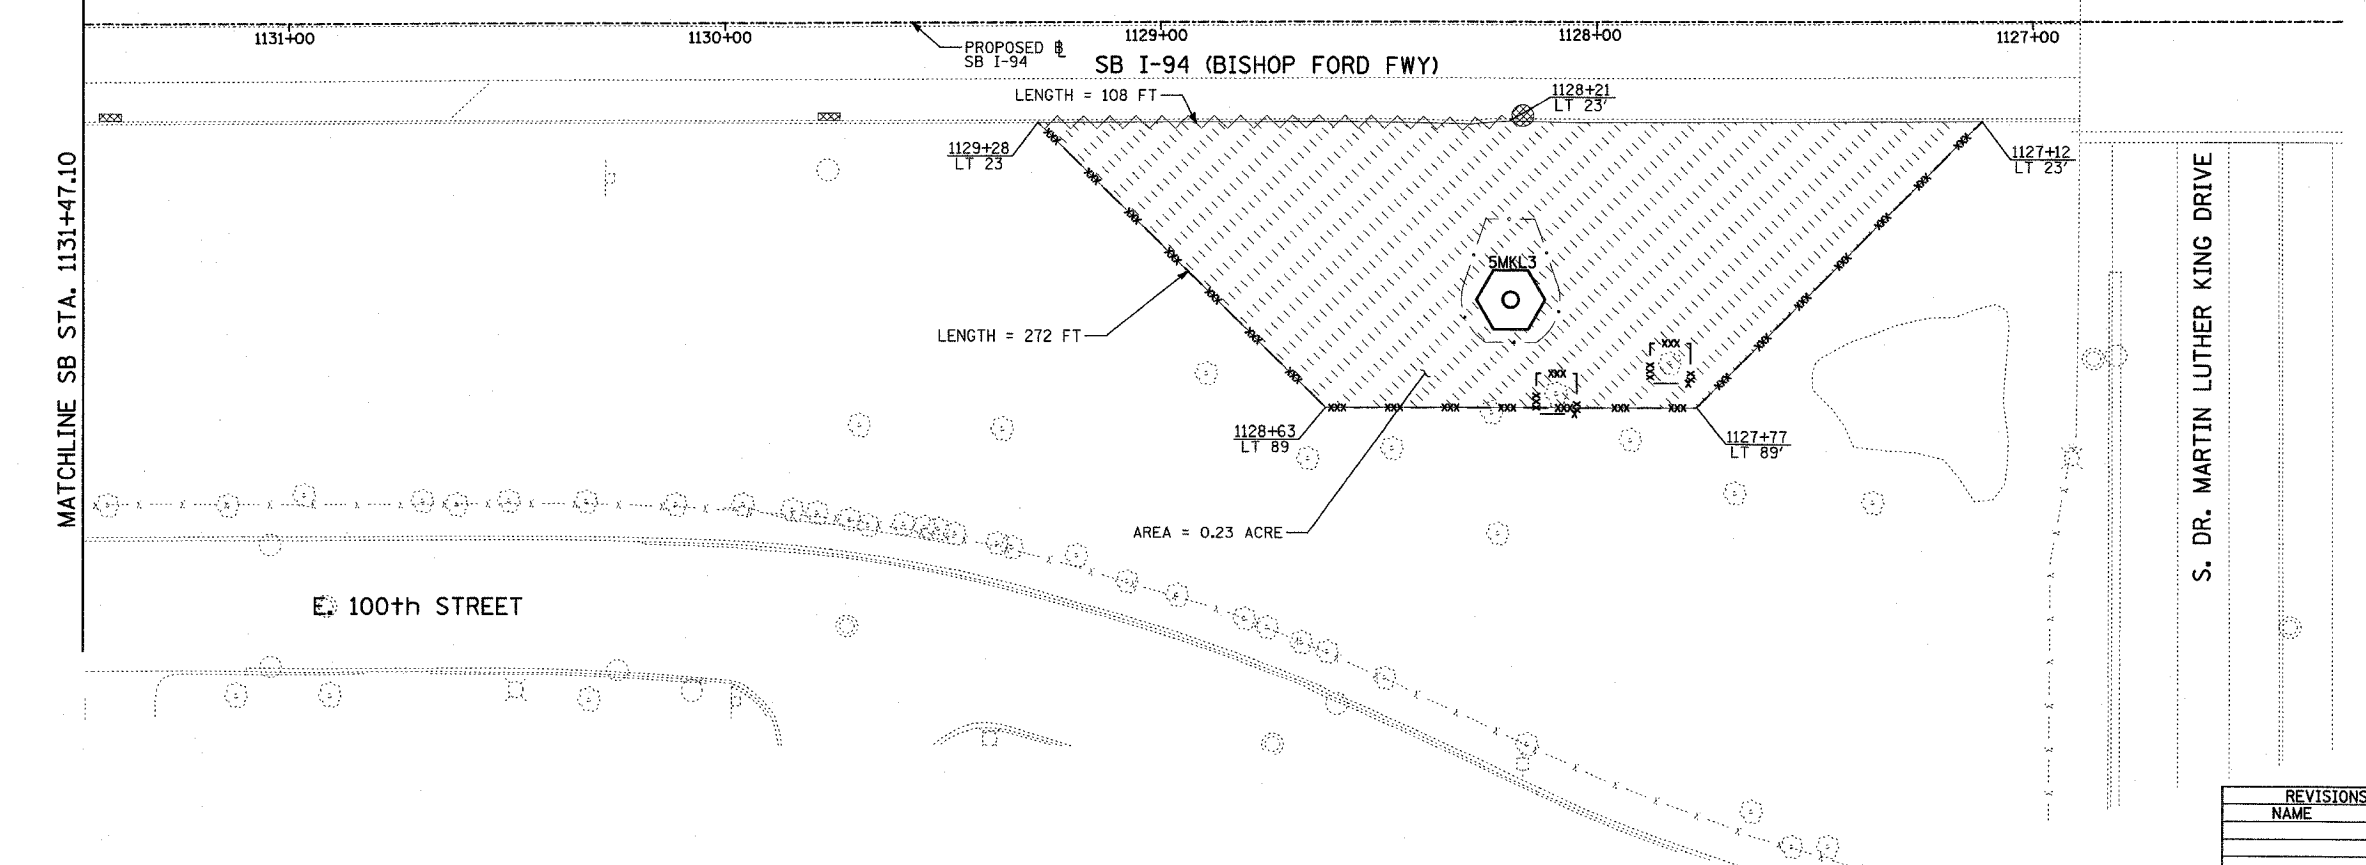 1131+00
1130+00
1129+00
1128+00
1127+00
PROPOSED
SB I-94
SB I-94 (BISHOP FORD FWY)
LENGTH = 108 FT
1128+21
LT 23'
1129+28
LT 23
1127+12
LT 23'
MATCHLINE SB STA. 1131+47.10
S. DR. MARTIN LUTHER KING DRIVE
5MKL3
LENGTH = 272 FT
1128+63
LT 89
1127+77
LT 89'
AREA = 0.23 ACRE
E. 100th STREET
REVISIONS
NAME